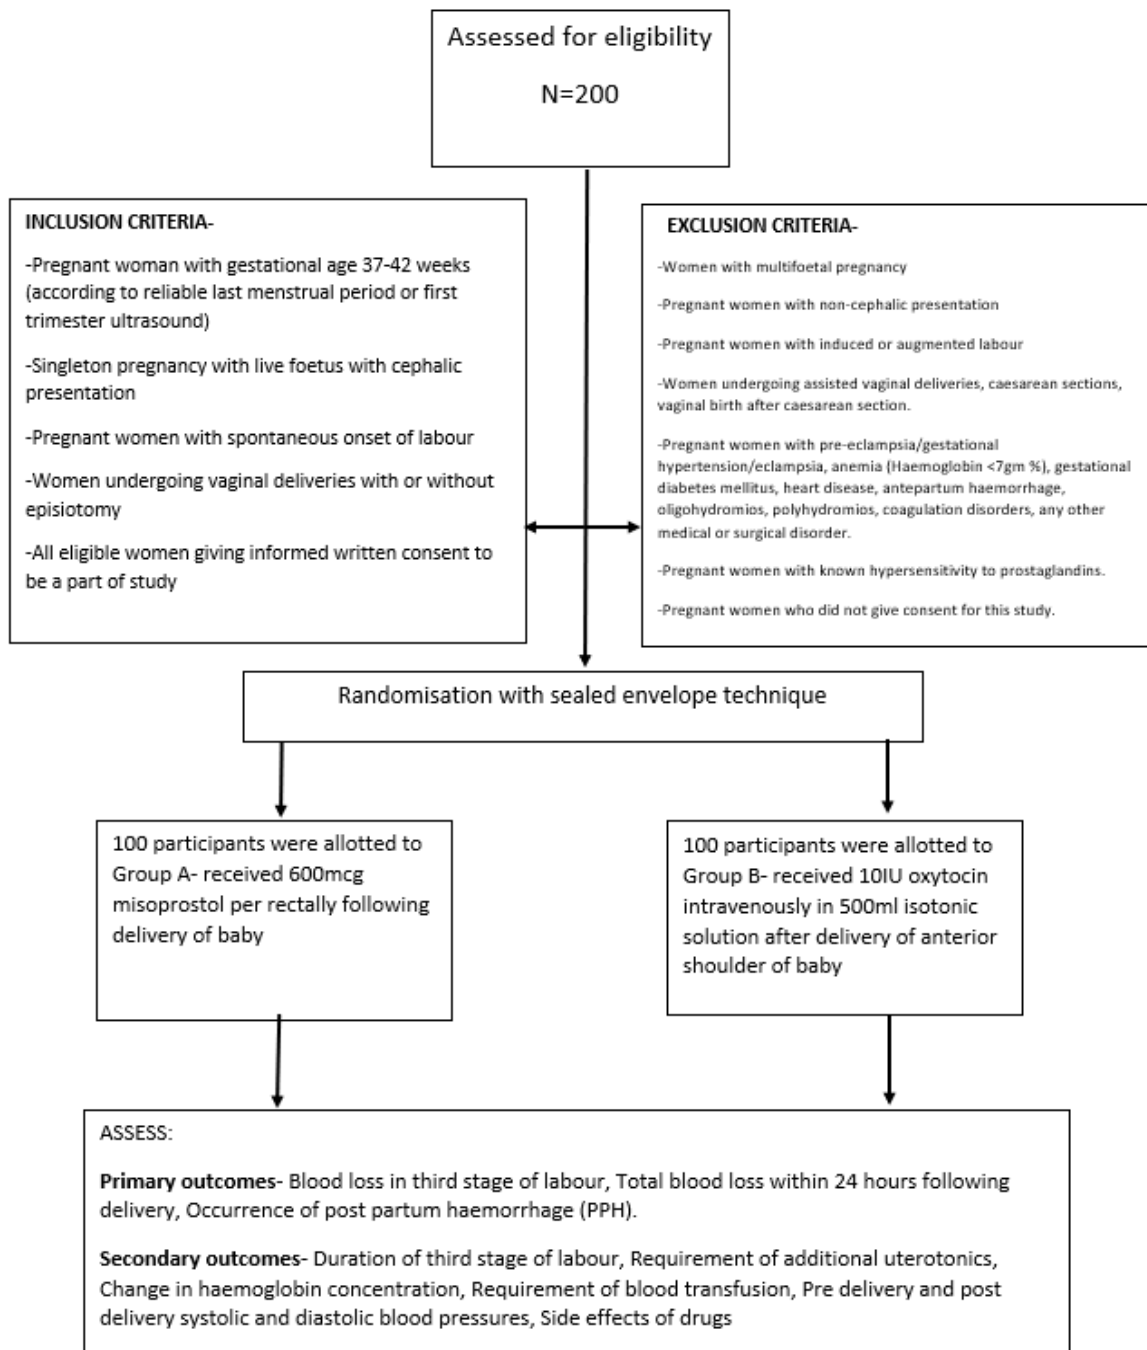 Assessed for eligibility
N=200
INCLUSION CRITERIA-
-Pregnant woman with gestational age 37-42 weeks
(according to reliable last menstrual period or first
trimester ultrasound)
-Singleton pregnancy with live foetus with cephalic
presentation
-Pregnant women with spontaneous onset of labour
-Women undergoing vaginal deliveries with or without
episiotomy
-All eligible women giving informed written consent to
be a part of study
EXCLUSION CRITERIA-
-Women with multifoetal pregnancy
-Pregnant women with non-cephalic presentation
-Pregnant women with induced or augmented labour
-Women undergoing assisted vaginal deliveries, caesarean sections,
vaginal birth after caesarean section.
-Pregnant women with pre-eclampsia/gestational
hypertension/eclampsia, anemia (Haemoglobin <7gm %), gestational
diabetes mellitus, heart disease, antepartum haemorrhage,
oligohydromios, polyhydromios, coagulation disorders, any other
medical or surgical disorder.
-Pregnant women with known hypersensitivity to prostaglandins.
-Pregnant women who did not give consent for this study.
Randomisation with sealed envelope technique
100 participants were allotted to
Group A- received 600mcg
misoprostol per rectally following
delivery of baby
100 participants were allotted to
Group B- received 10IU oxytocin
intravenously in 500ml isotonic
solution after delivery of anterior
shoulder of baby
ASSESS:
Primary outcomes- Blood loss in third stage of labour, Total blood loss within 24 hours following
delivery, Occurrence of post partum haemorrhage (PPH).
Secondary outcomes- Duration of third stage of labour, Requirement of additional uterotonics,
Change in haemoglobin concentration, Requirement of blood transfusion, Pre delivery and post
delivery systolic and diastolic blood pressures, Side effects of drugs